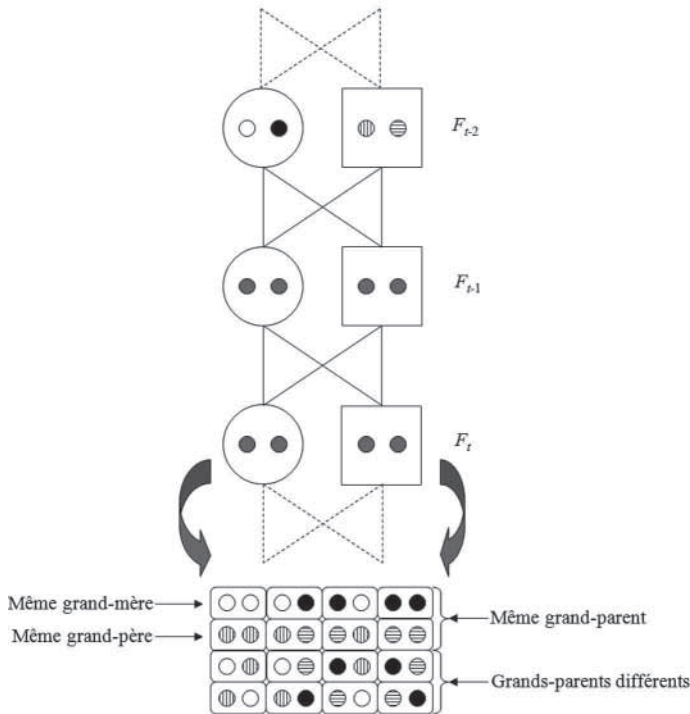 F_{t-2}
F_{t-1}
F_t
Même grand-mère
Même grand-parent
Même grand-père
Grands-parents différents